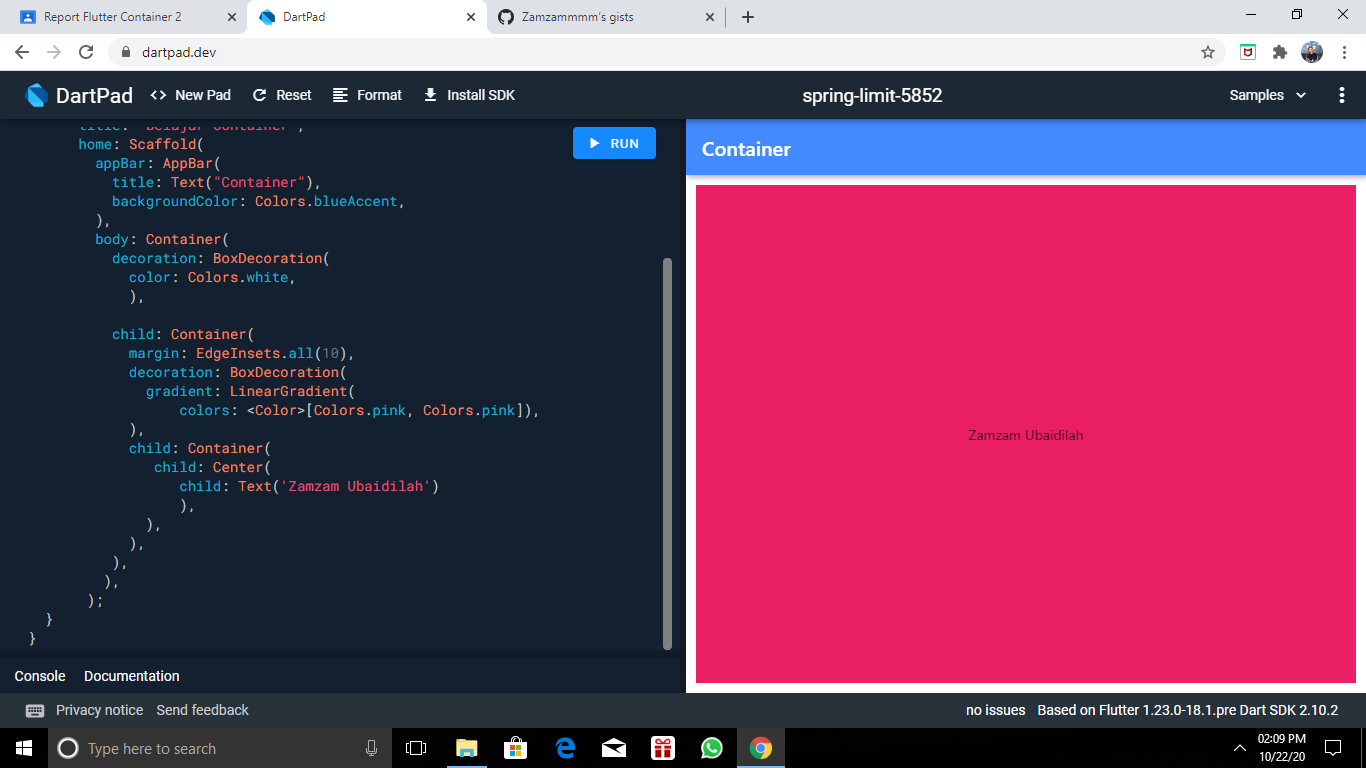 Report Flutter Container 2
DartPad
Zamzammmm's gists
dartpad.dev
DartPad
<> New Pad
Reset
Format
Install SDK
spring-limit-5852
Samples
title: "Belajar Container",
home: Scaffold(
appBar: AppBar(
title: Text("Container"),
backgroundColor: Colors.blueAccent,
),
body: Container(
decoration: BoxDecoration(
color: Colors.white,
),
child: Container(
margin: EdgeInsets.all(10),
decoration: BoxDecoration(
gradient: LinearGradient(
colors: <Color>[Colors.pink, Colors.pink]),
),
child: Container(
child: Center(
child: Text('Zamzam Ubaidilah')
),
),
),
),
),
);
}
}
RUN
Container
Zamzam Ubaidilah
Console
Documentation
Privacy notice
Send feedback
no issues
Based on Flutter 1.23.0-18.1.pre Dart SDK 2.10.2
Type here to search
02:09 PM
10/22/20